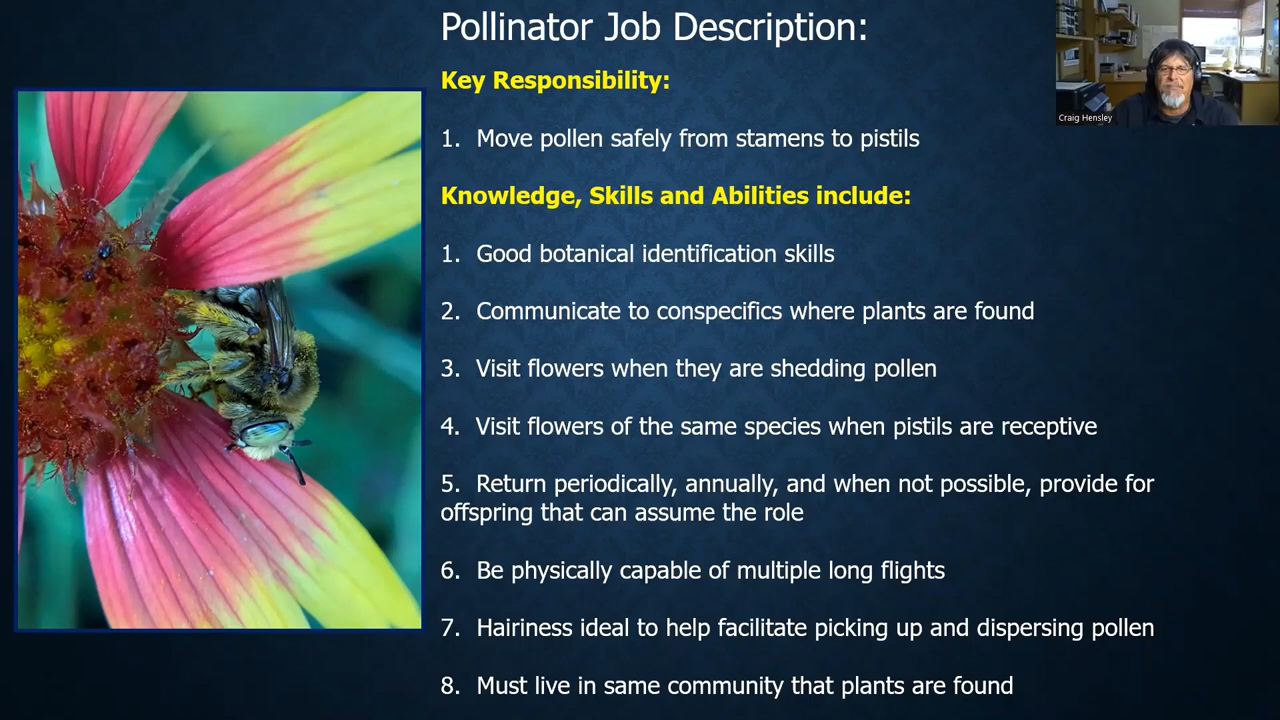 Pollinator Job Description:
Key Responsibility:
1. Move pollen safely from stamens to pistils
Knowledge, Skills and Abilities include:
1. Good botanical identification skills
2. Communicate to conspecifics where plants are found
3. Visit flowers when they are shedding pollen
4. Visit flowers of the same species when pistils are receptive
5. Return periodically, annually, and when not possible, provide for
offspring that can assume the role
6. Be physically capable of multiple long flights
7. Hairiness ideal to help facilitate picking up and dispersing pollen
8. Must live in same community that plants are found
Craig Hensley